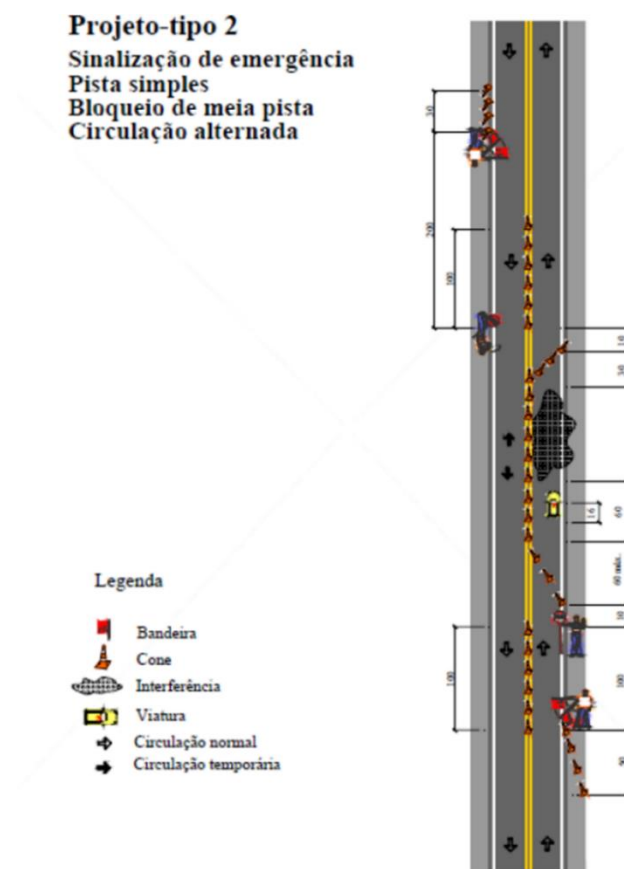 Projeto-tipo 2
Sinalização de emergência
Pista simples
Bloqueio de meia pista
Circulação alternada
30
200
100
10
30
16
60
60 mín.
30
100
100
50
Legenda
Bandeira
Cone
Interferência
Viatura
Circulação normal
Circulação temporária